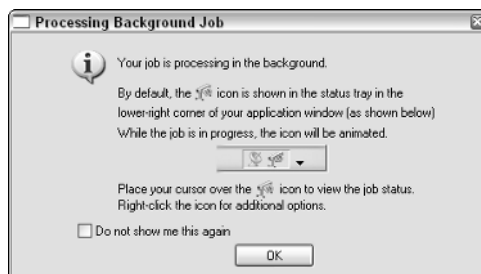 Processing Background Job
Your job is processing in the background.
By default, the icon is shown in the status tray in the
lower-right corner of your application window (as shown below)
While the job is in progress, the icon will be animated.
Place your cursor over the icon to view the job status.
Right-click the icon for additional options.
Do not show me this again
OK